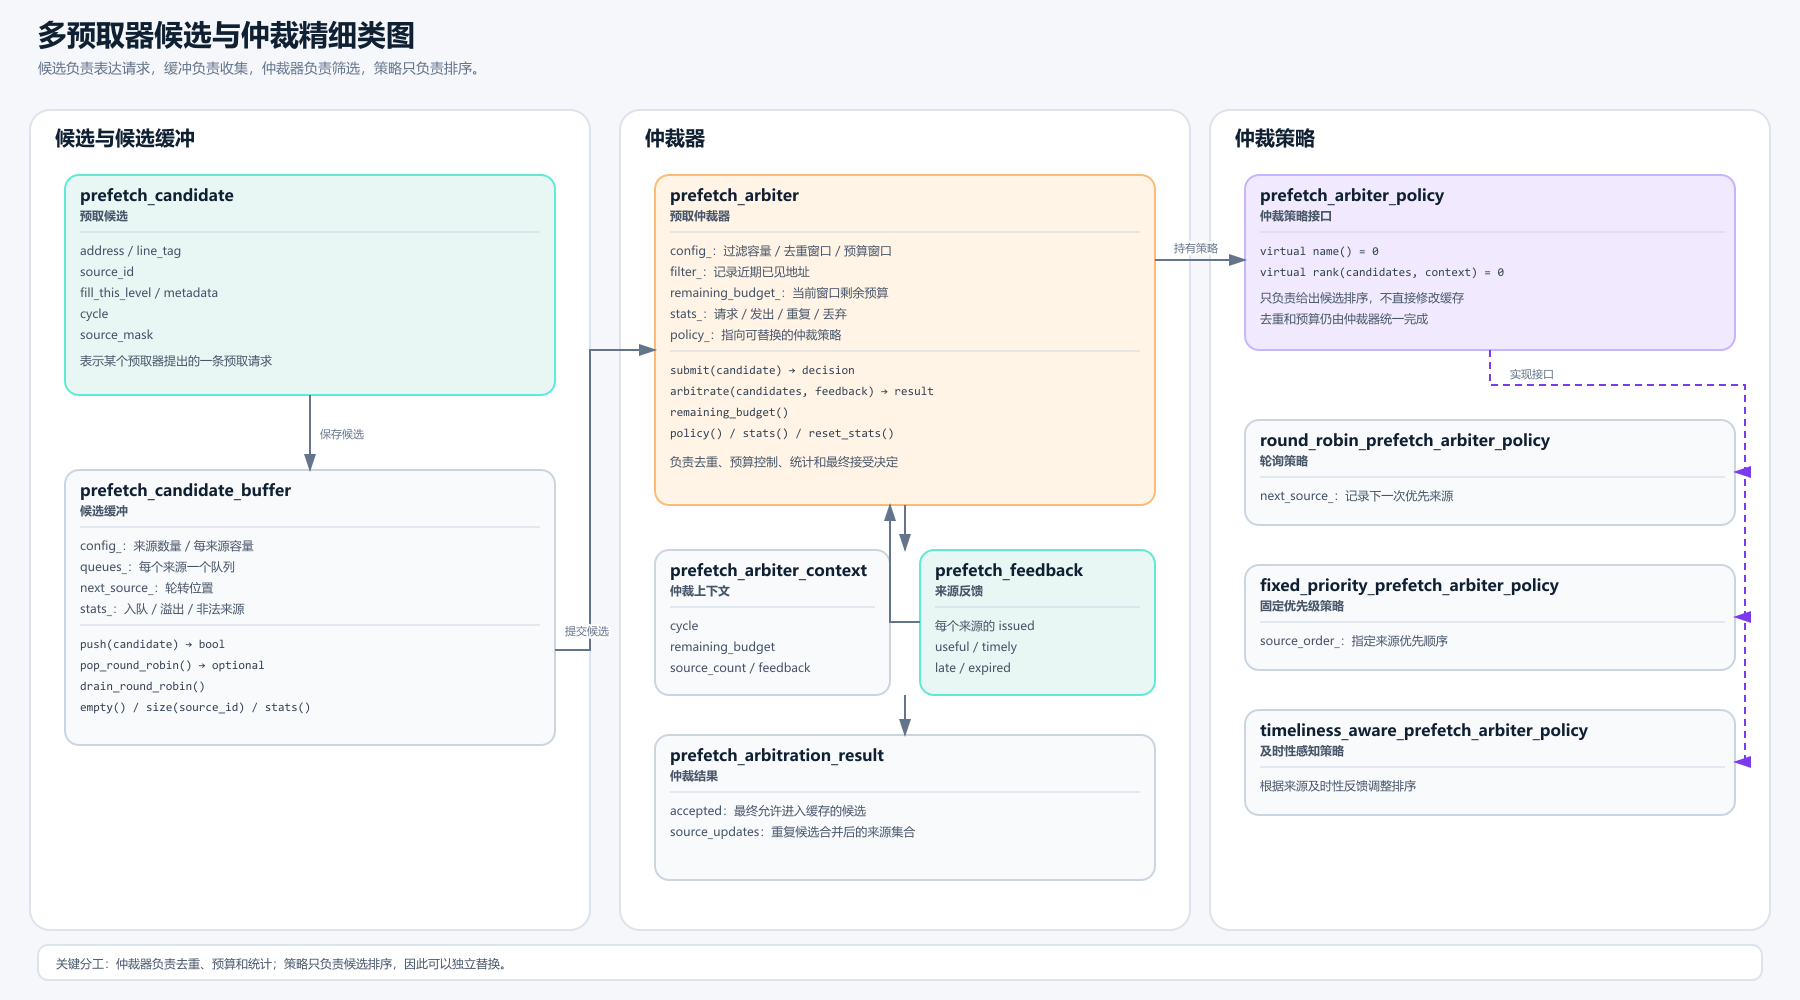 多预取器候选与仲裁精细类图
候选负责表达请求，缓冲负责收集，仲裁器负责筛选，策略只负责排序。
候选与候选缓冲
prefetch_candidate
预取候选
address / line_tag
source_id
fill_this_level / metadata
cycle
source_mask
表示某个预取器提出的一条预取请求
保存候选
prefetch_candidate_buffer
候选缓冲
config_：来源数量 / 每来源容量
queues_：每个来源一个队列
next_source_：轮转位置
stats_：入队 / 溢出 / 非法来源
push(candidate) → bool
pop_round_robin() → optional
drain_round_robin()
empty() / size(source_id) / stats()
提交候选
仲裁器
prefetch_arbiter
预取仲裁器
config_：过滤容量 / 去重窗口 / 预算窗口
filter_：记录近期已见地址
remaining_budget_：当前窗口剩余预算
stats_：请求 / 发出 / 重复 / 丢弃
policy_：指向可替换的仲裁策略
submit(candidate) → decision
arbitrate(candidates, feedback) → result
remaining_budget()
policy() / stats() / reset_stats()
负责去重、预算控制、统计和最终接受决定
持有策略
prefetch_arbiter_context
仲裁上下文
cycle
remaining_budget
source_count / feedback
prefetch_feedback
来源反馈
每个来源的 issued
useful / timely
late / expired
prefetch_arbitration_result
仲裁结果
accepted：最终允许进入缓存的候选
source_updates：重复候选合并后的来源集合
仲裁策略
prefetch_arbiter_policy
仲裁策略接口
virtual name() = 0
virtual rank(candidates, context) = 0
只负责给出候选排序，不直接修改缓存
去重和预算仍由仲裁器统一完成
实现接口
round_robin_prefetch_arbiter_policy
轮询策略
next_source_：记录下一次优先来源
fixed_priority_prefetch_arbiter_policy
固定优先级策略
source_order_：指定来源优先顺序
timeliness_aware_prefetch_arbiter_policy
及时性感知策略
根据来源及时性反馈调整排序
关键分工：仲裁器负责去重、预算和统计；策略只负责候选排序，因此可以独立替换。